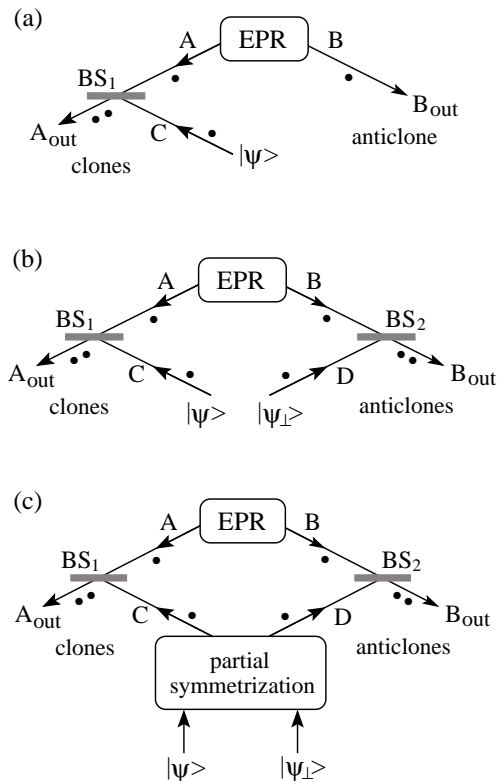 (a)
A EPR B
BS₁
A_out C B_out
|ψ> anticlone
clones
(b)
A EPR B
BS₁ BS₂
A_out C D B_out
clones |ψ> |ψ⊥> anticlones
(c)
A EPR B
BS₁ BS₂
A_out C D B_out
clones anticlones
partial
symmetrization
|ψ> |ψ⊥>